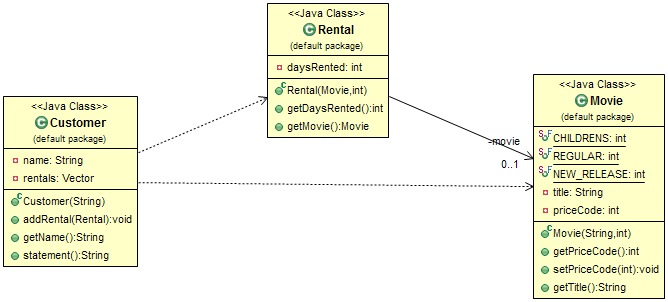 <<Java Class>>
Rental
(default package)
daysRented: int
Rental(Movie,int)
getDaysRented():int
getMovie():Movie
<<Java Class>>
Customer
(default package)
name: String
rentals: Vector
Customer(String)
addRental(Rental):void
getName():String
statement():String
-movie
0..1
<<Java Class>>
Movie
(default package)
CHILDRENS: int
REGULAR: int
NEW_RELEASE: int
title: String
priceCode: int
Movie(String,int)
getPriceCode():int
setPriceCode(int):void
getTitle():String